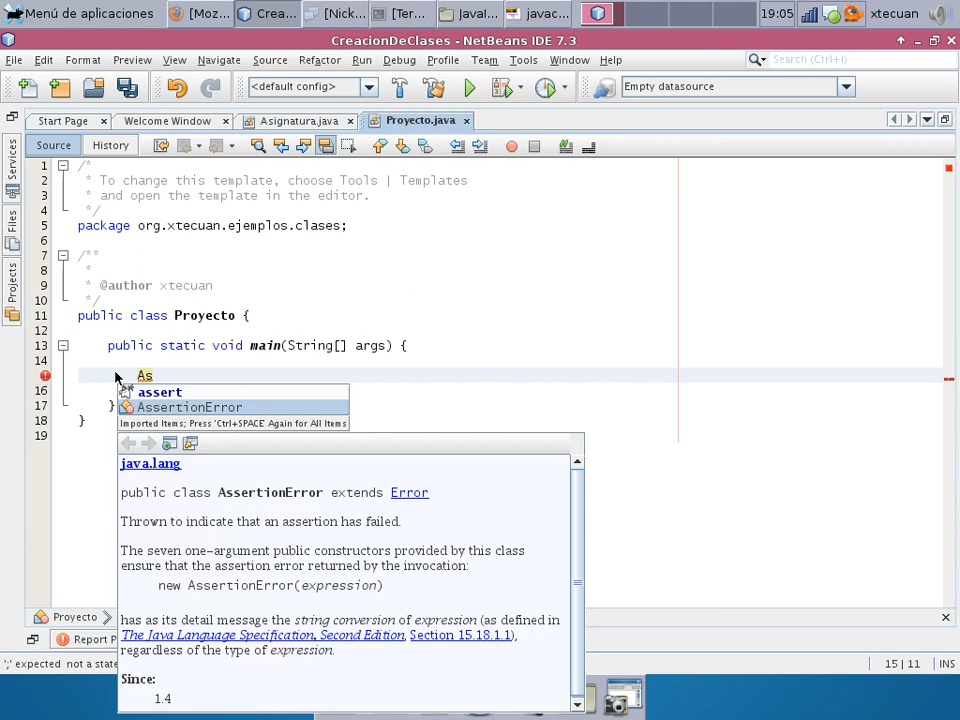 Menú de aplicaciones [Moz... Crea... [Nick... [Ter... Javal... javac... 19:05 xtecuan
CreacionDeClases - NetBeans IDE 7.3
File Edit Format Preview View Navigate Source Refactor Run Debug Profile Team Tools Window Help Search (Ctrl+I)
<default config> Empty datasource
Start Page Welcome Window Asignatura.java Proyecto.java
Source History
Services
Files
Projects
1 /*
2 * To change this template, choose Tools | Templates
3 * and open the template in the editor.
4 */
5 package org.xtecuan.ejemplos.clases;
6
7 /**
8 *
9 * @author xtecuan
10 */
11 public class Proyecto {
12
13 public static void main(String[] args) {
14
As
16
17 }
18 }
19
assert
AssertionError
Imported Items; Press 'Ctrl+SPACE' Again for All Items
java.lang
public class AssertionError extends Error
Thrown to indicate that an assertion has failed.
The seven one-argument public constructors provided by this class
ensure that the assertion error returned by the invocation:
new AssertionError(expression)
has as its detail message the string conversion of expression (as defined in
The Java Language Specification, Second Edition, Section 15.18.1.1),
regardless of the type of expression.
Since:
1.4
Proyecto
Report P
';' expected not a state
15 | 11 INS